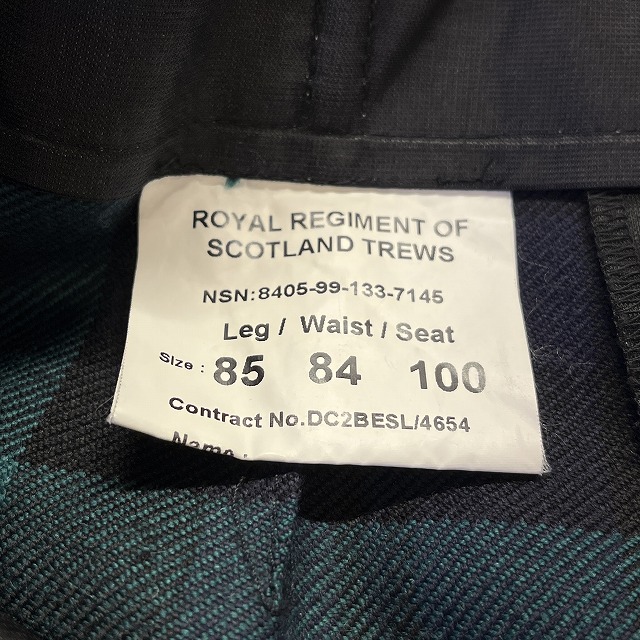 ROYAL REGIMENT OF
SCOTLAND TREWS
NSN:8405-99-133-7145
Leg / Waist / Seat
Size : 85 84 100
Contract No.DC2BESL/4654
Name :